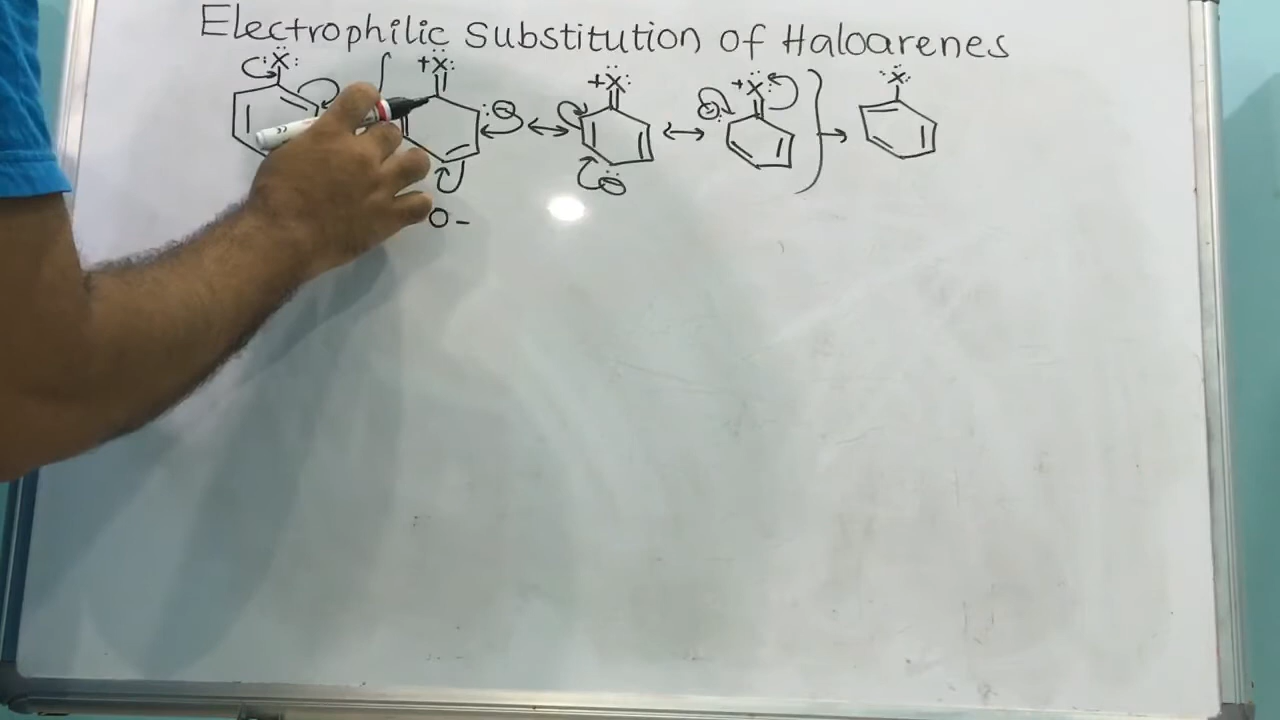 Electrophilic Substitution of Haloarenes
:Ẍ: +Ẍ: +Ẍ: +Ẍ: :Ẍ:
O -